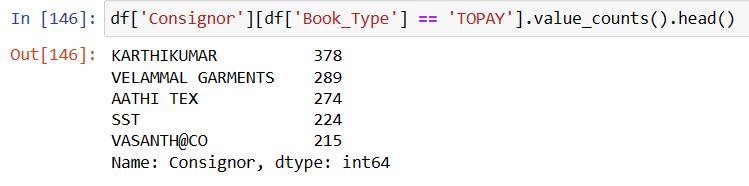 In [146]: df['Consignor'][df['Book_Type'] == 'TOPAY'].value_counts().head()
Out[146]: KARTHIKUMAR 378
VELAMMAL GARMENTS 289
AATHI TEX 274
SST 224
VASANTH@CO 215
Name: Consignor, dtype: int64